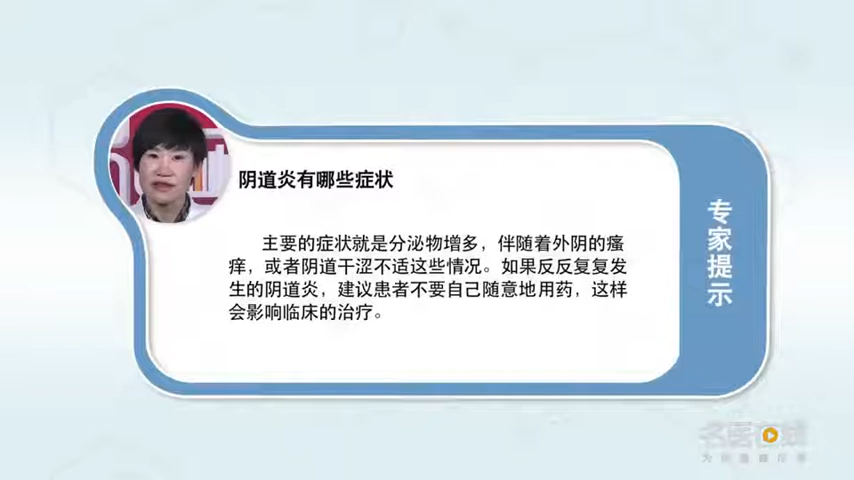 阴道炎有哪些症状
主要的症状就是分泌物增多，伴随着外阴的瘙
痒，或者阴道干涩不适这些情况。如果反反复复发
生的阴道炎，建议患者不要自己随意地用药，这样
会影响临床的治疗。
专家提示
名医在线